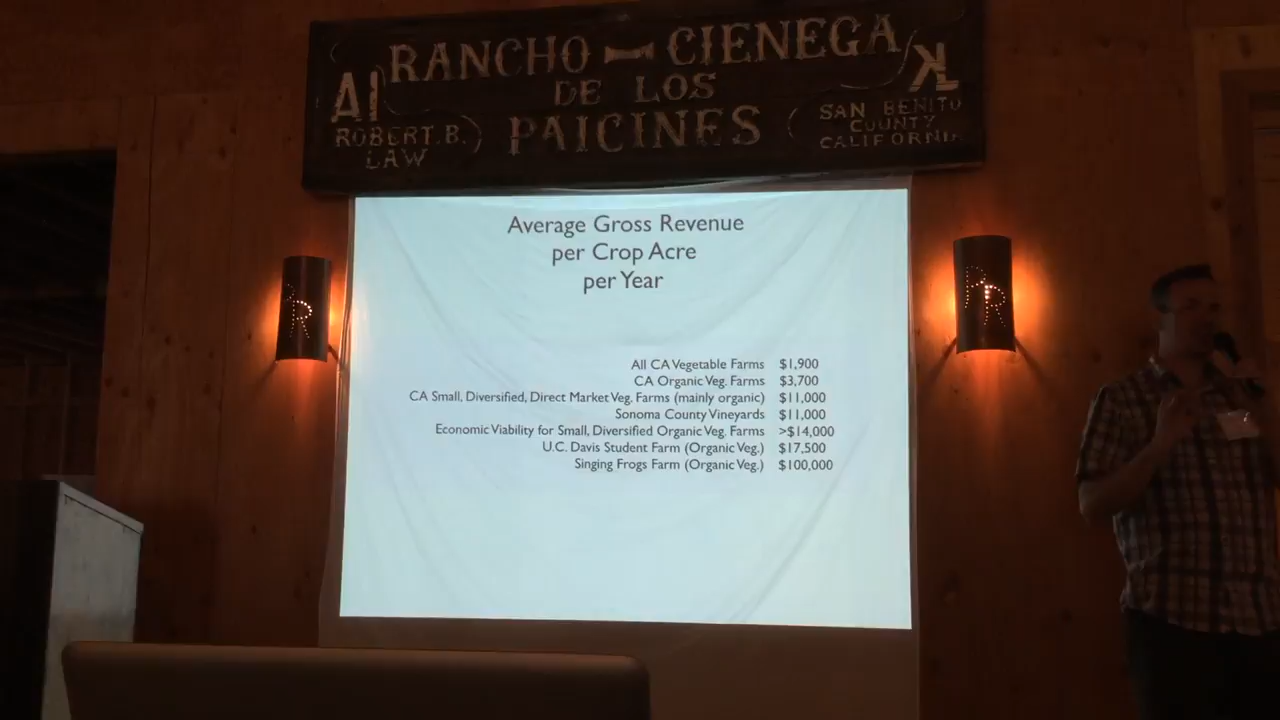 RANCHO CIENEGA
DE LOS
PAICINES
AI
ROBERT. B.
LAW
KL
SAN BENITO
COUNTY
CALIFORNIA
R
PR
Average Gross Revenue
per Crop Acre
per Year
All CA Vegetable Farms $1,900
CA Organic Veg. Farms $3,700
CA Small, Diversified, Direct Market Veg. Farms (mainly organic) $11,000
Sonoma County Vineyards $11,000
Economic Viability for Small, Diversified Organic Veg. Farms >$14,000
U.C. Davis Student Farm (Organic Veg.) $17,500
Singing Frogs Farm (Organic Veg.) $100,000